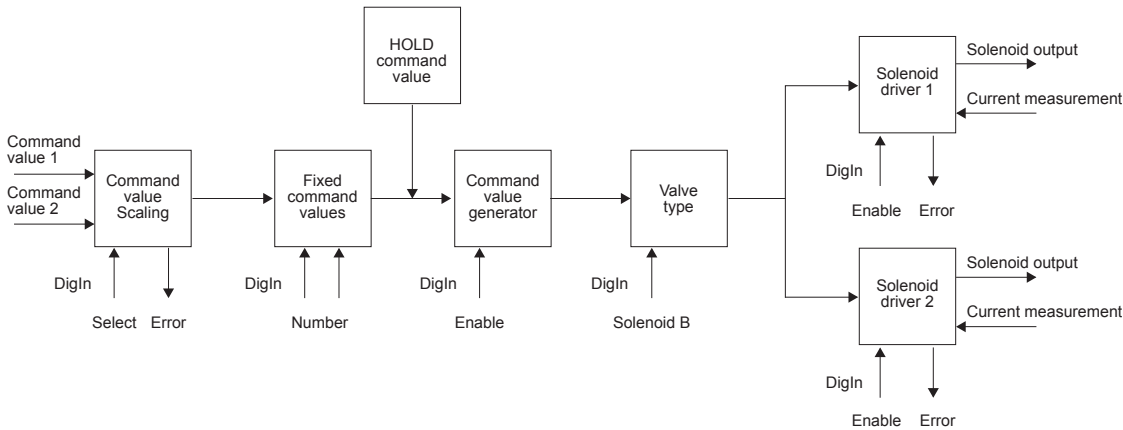 HOLD
command
value
Command
value 1
Command
value 2
Command
value
Scaling
DigIn
Select
Error
Fixed
command
values
DigIn
Number
Command
value
generator
DigIn
Enable
Valve
type
DigIn
Solenoid B
Solenoid
driver 1
Solenoid output
Current measurement
DigIn
Enable
Error
Solenoid
driver 2
Solenoid output
Current measurement
DigIn
Enable
Error